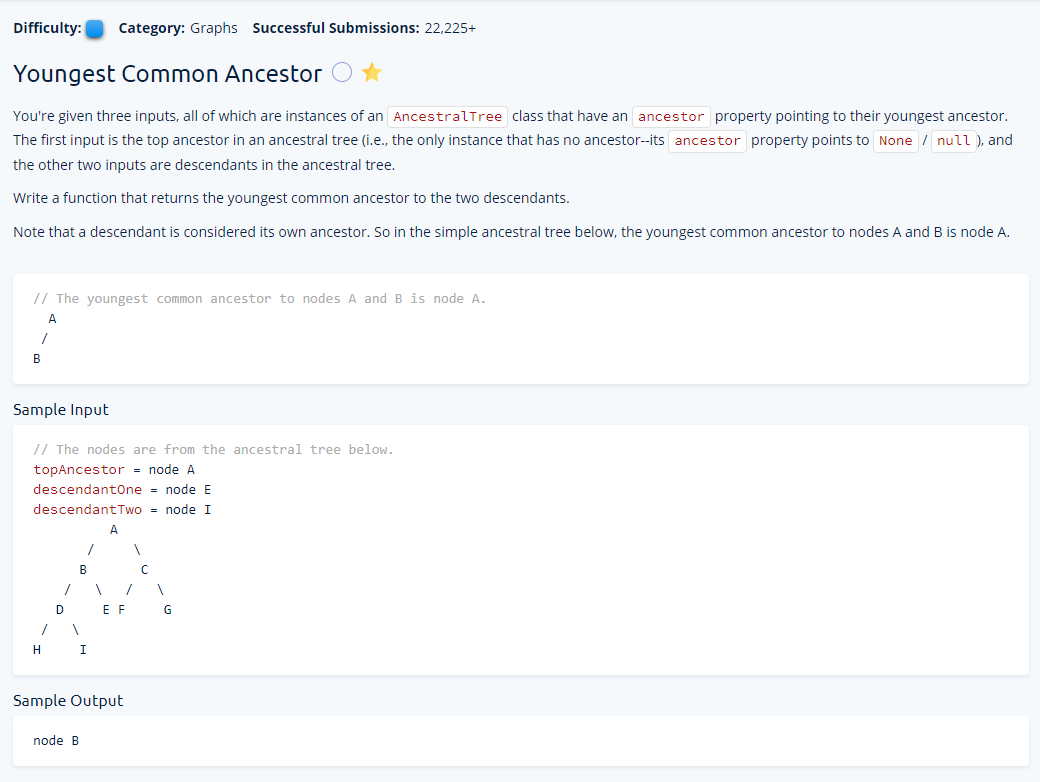 Difficulty: Category: Graphs Successful Submissions: 22,225+
Youngest Common Ancestor
You're given three inputs, all of which are instances of an AncestralTree class that have an ancestor property pointing to their youngest ancestor.
The first input is the top ancestor in an ancestral tree (i.e., the only instance that has no ancestor--its ancestor property points to None / null ), and
the other two inputs are descendants in the ancestral tree.
Write a function that returns the youngest common ancestor to the two descendants.
Note that a descendant is considered its own ancestor. So in the simple ancestral tree below, the youngest common ancestor to nodes A and B is node A.
// The youngest common ancestor to nodes A and B is node A.
  A
 /
B
Sample Input
// The nodes are from the ancestral tree below.
topAncestor = node A
descendantOne = node E
descendantTwo = node I
          A
       /     \
      B       C
    /   \   /   \
   D     E F     G
 /   \
H     I
Sample Output
node B